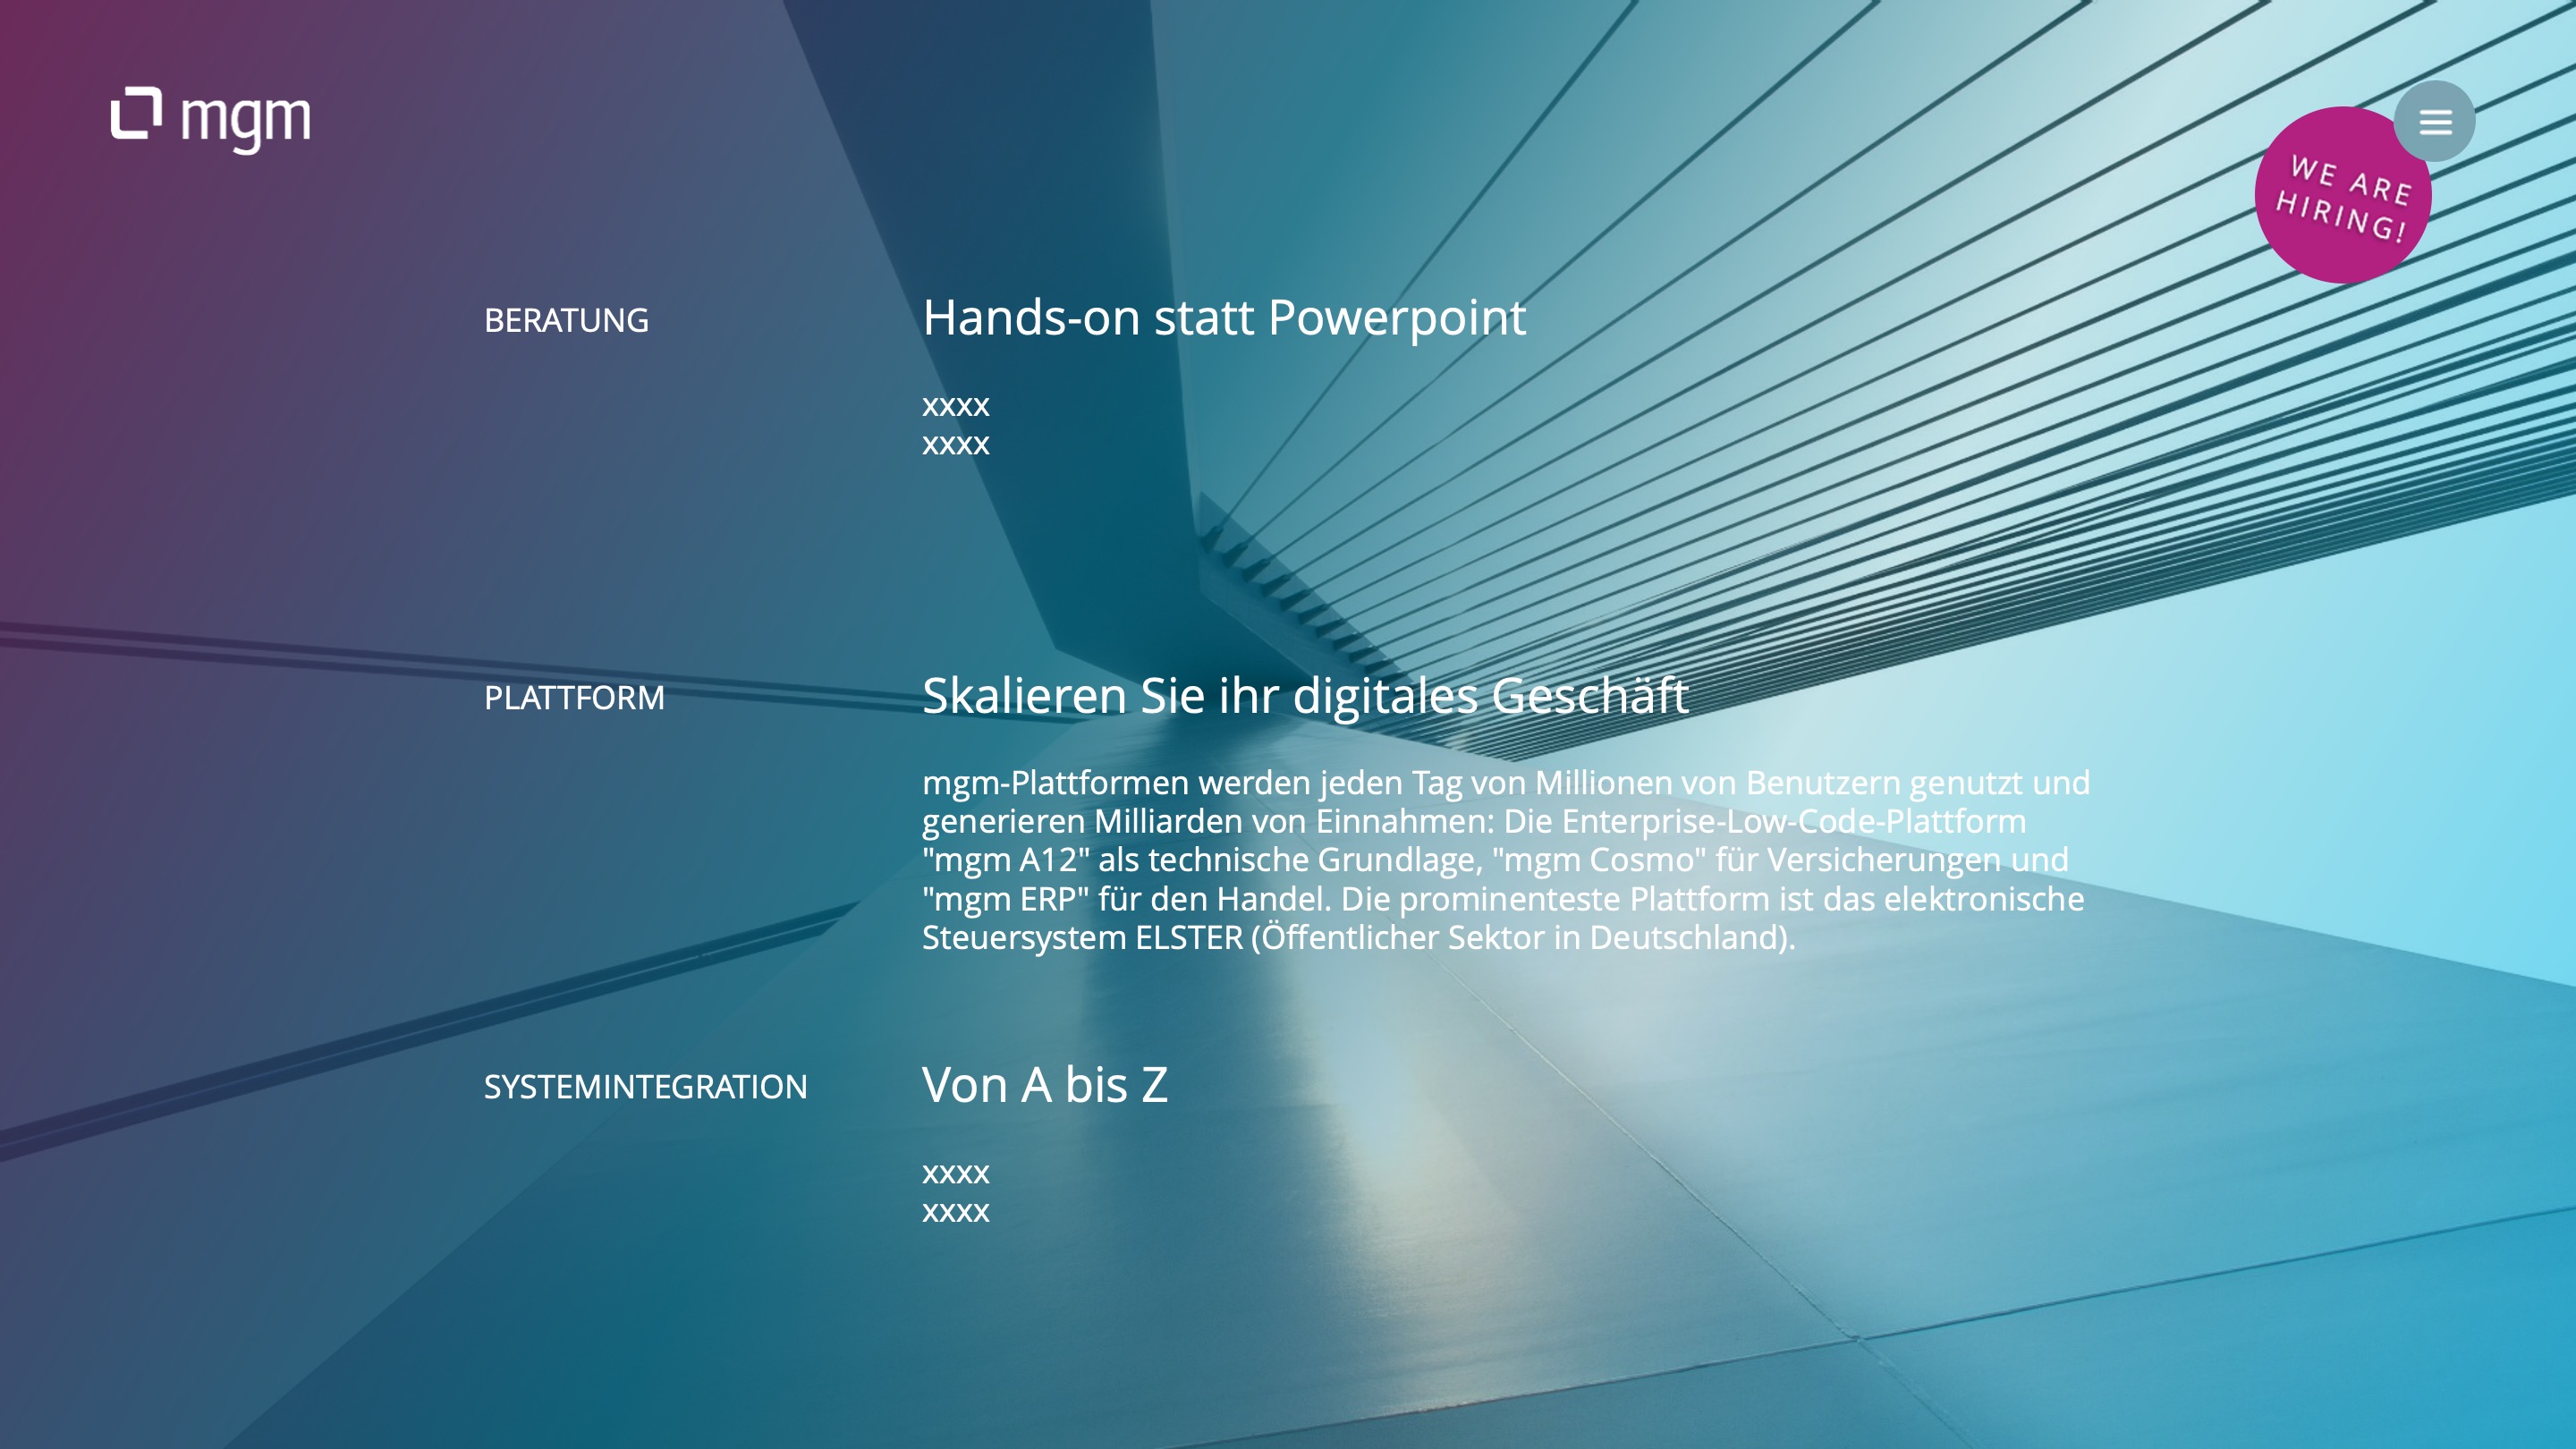 mgm
WE ARE
HIRING!
BERATUNG
Hands-on statt Powerpoint
xxxx
xxxx
PLATTFORM
Skalieren Sie ihr digitales Geschäft
mgm-Plattformen werden jeden Tag von Millionen von Benutzern genutzt und
generieren Milliarden von Einnahmen: Die Enterprise-Low-Code-Plattform
"mgm A12" als technische Grundlage, "mgm Cosmo" für Versicherungen und
"mgm ERP" für den Handel. Die prominenteste Plattform ist das elektronische
Steuersystem ELSTER (Öffentlicher Sektor in Deutschland).
SYSTEMINTEGRATION
Von A bis Z
xxxx
xxxx